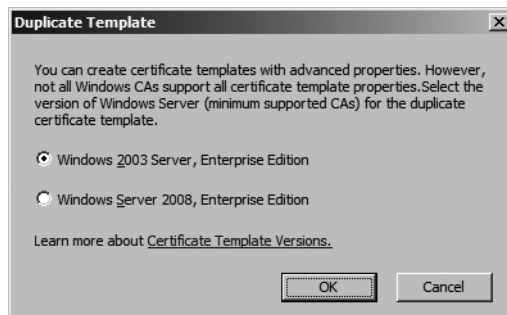 Duplicate Template
You can create certificate templates with advanced properties. However,
not all Windows CAs support all certificate template properties.Select the
version of Windows Server (minimum supported CAs) for the duplicate
certificate template.
Windows 2003 Server, Enterprise Edition
Windows Server 2008, Enterprise Edition
Learn more about Certificate Template Versions.
OK Cancel